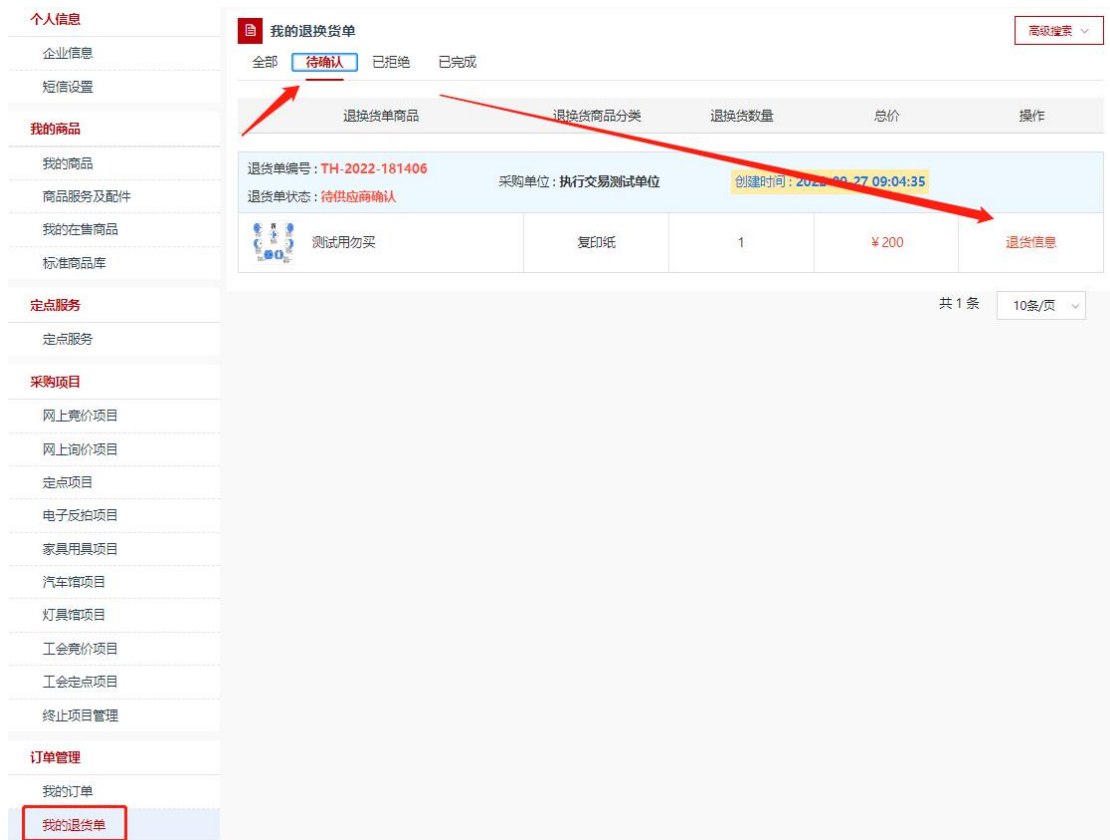 个人信息
企业信息
短信设置
我的商品
我的商品
商品服务及配件
我的在售商品
标准商品库
定点服务
定点服务
采购项目
网上竞价项目
网上询价项目
定点项目
电子反拍项目
家具用具项目
汽车馆项目
灯具馆项目
工会竞价项目
工会定点项目
终止项目管理
订单管理
我的订单
我的退货单
我的退换货单
高级搜索
全部 待确认 已拒绝 已完成
退换货单商品 退换货商品分类 退换货数量 总价 操作
退货单编号：TH-2022-181406
退货单状态：待供应商确认
采购单位：执行交易测试单位
创建时间：2022-09-27 09:04:35
测试用勿买 复印纸 1 ￥200 退货信息
共 1 条 10条/页